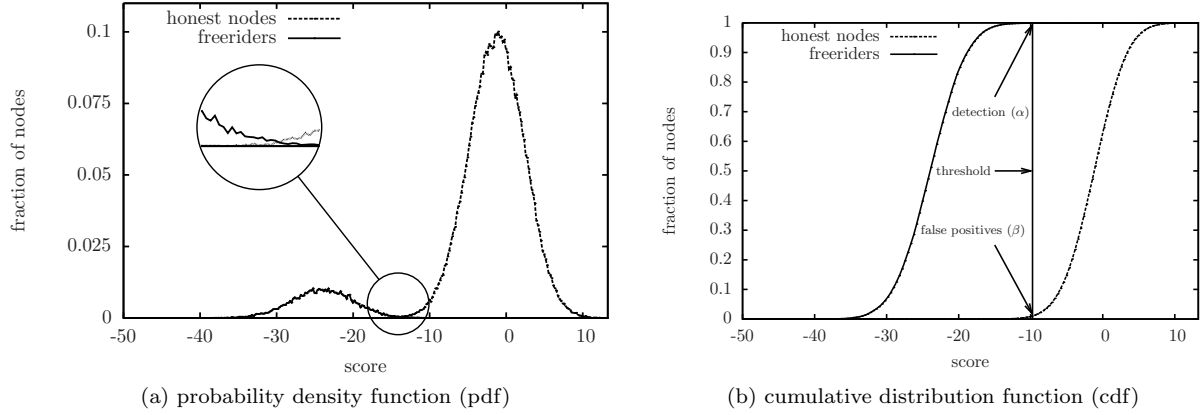 honest nodes
freeriders
0.1
0.075
0.05
0.025
0
fraction of nodes
-50
-40
-30
-20
-10
0
score
(a) probability density function (pdf)
honest nodes
freeriders
1
0.9
0.8
0.7
0.6
0.5
0.4
0.3
0.2
0.1
0
fraction of nodes
detection (α)
threshold
false positives (β)
-50
-40
-30
-20
-10
0
10
score
(b) cumulative distribution function (cdf)